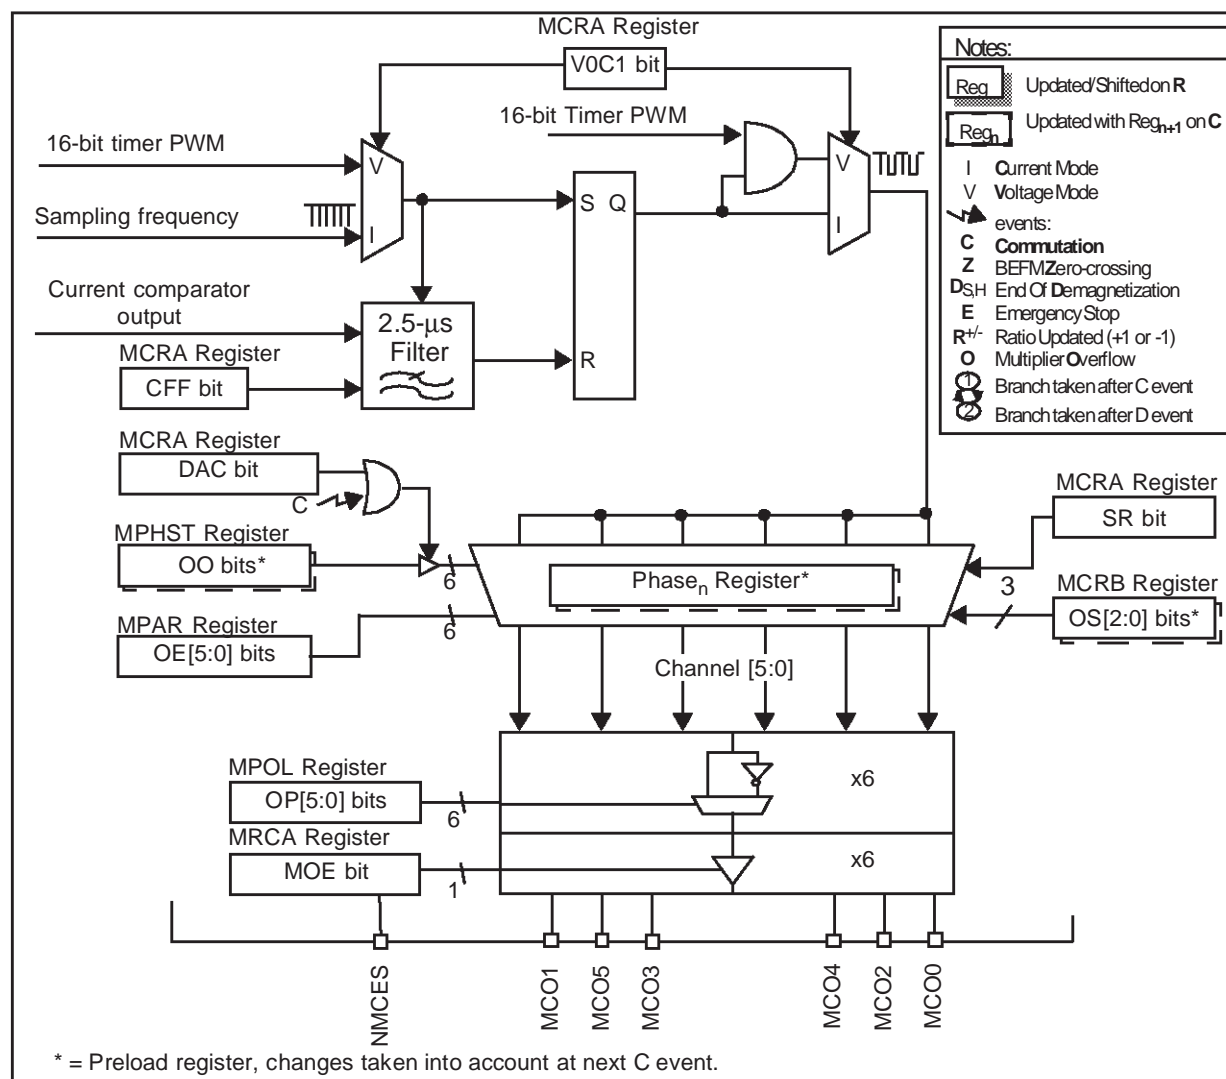 MCRA Register
V0C1 bit
16-bit timer PWM
16-bit Timer PWM
V
I
Sampling frequency
S Q
R
V
I
Current comparator
output
2.5-µs
Filter
MCRA Register
CFF bit
Notes:
Reg Updated/Shifted on R
Regn Updated with Regn+1 on C
I Current Mode
V Voltage Mode
events:
C Commutation
Z BEFM Zero-crossing
DS,H End Of Demagnetization
E Emergency Stop
R+/- Ratio Updated (+1 or -1)
O Multiplier Overflow
1 Branch taken after C event
2 Branch taken after D event
MCRA Register
DAC bit
C
MPHST Register
OO bits*
6
MPAR Register
OE[5:0] bits
6
Phasen Register*
MCRA Register
SR bit
3
MCRB Register
OS[2:0] bits*
Channel [5:0]
MPOL Register
OP[5:0] bits
6
x6
MRCA Register
MOE bit
1
x6
NMCES
MCO1
MCO5
MCO3
MCO4
MCO2
MCO0
* = Preload register, changes taken into account at next C event.